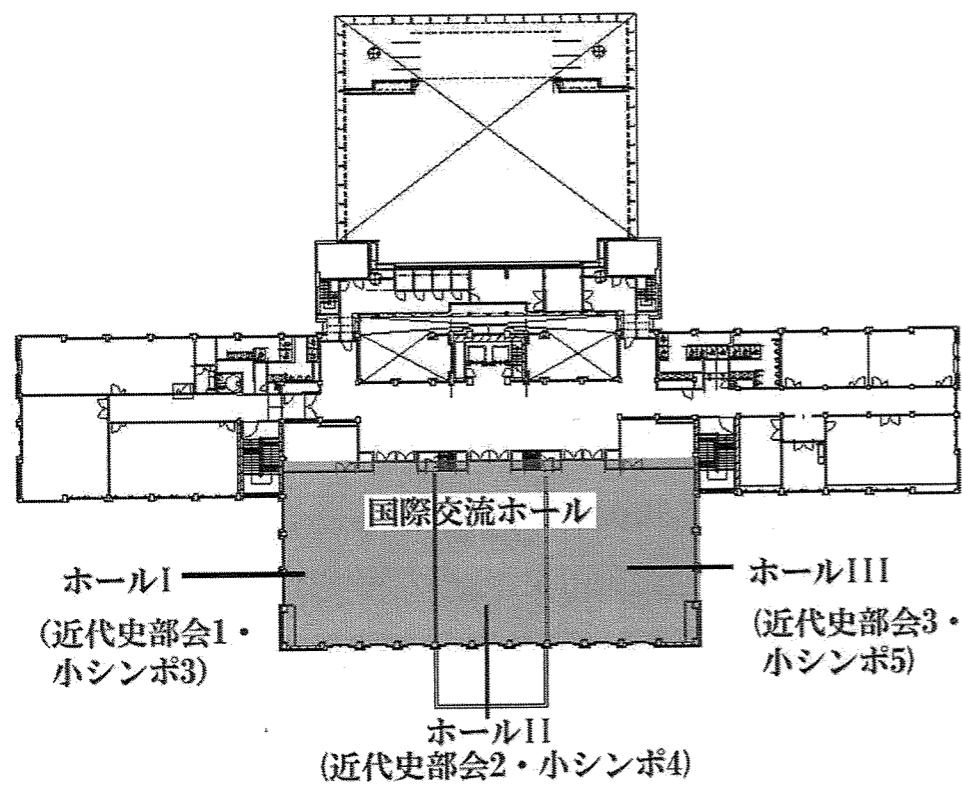 国際交流ホール
ホールI
(近代史部会1・
小シンポ3)
ホールII
(近代史部会2・小シンポ4)
ホールIII
(近代史部会3・
小シンポ5)